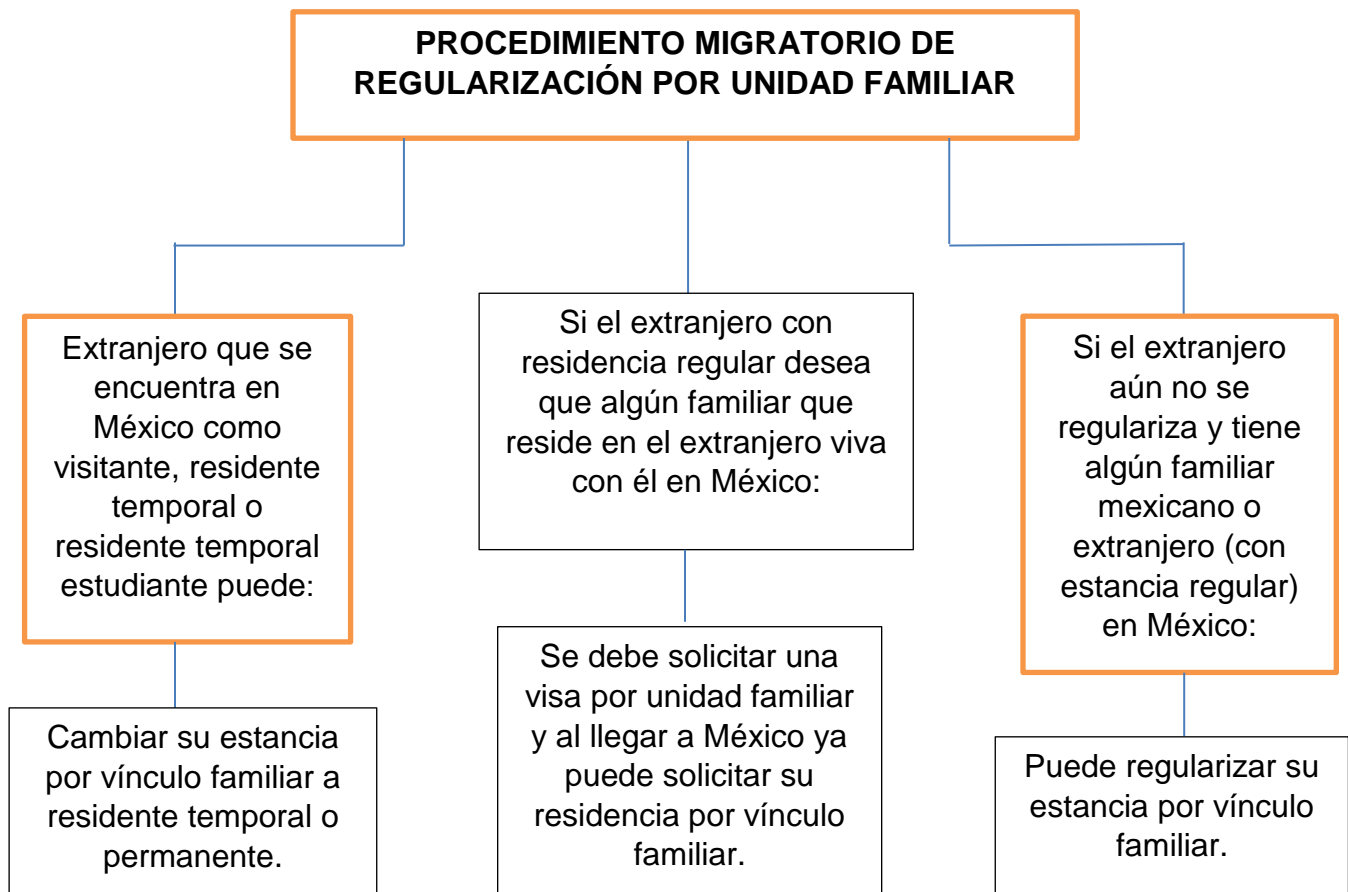 PROCEDIMIENTO MIGRATORIO DE
REGULARIZACIÓN POR UNIDAD FAMILIAR
Extranjero que se
encuentra en
México como
visitante, residente
temporal o
residente temporal
estudiante puede:
Cambiar su estancia
por vínculo familiar a
residente temporal o
permanente.
Si el extranjero con
residencia regular desea
que algún familiar que
reside en el extranjero viva
con él en México:
Se debe solicitar una
visa por unidad familiar
y al llegar a México ya
puede solicitar su
residencia por vínculo
familiar.
Si el extranjero
aún no se
regulariza y tiene
algún familiar
mexicano o
extranjero (con
estancia regular)
en México:
Puede regularizar su
estancia por vínculo
familiar.